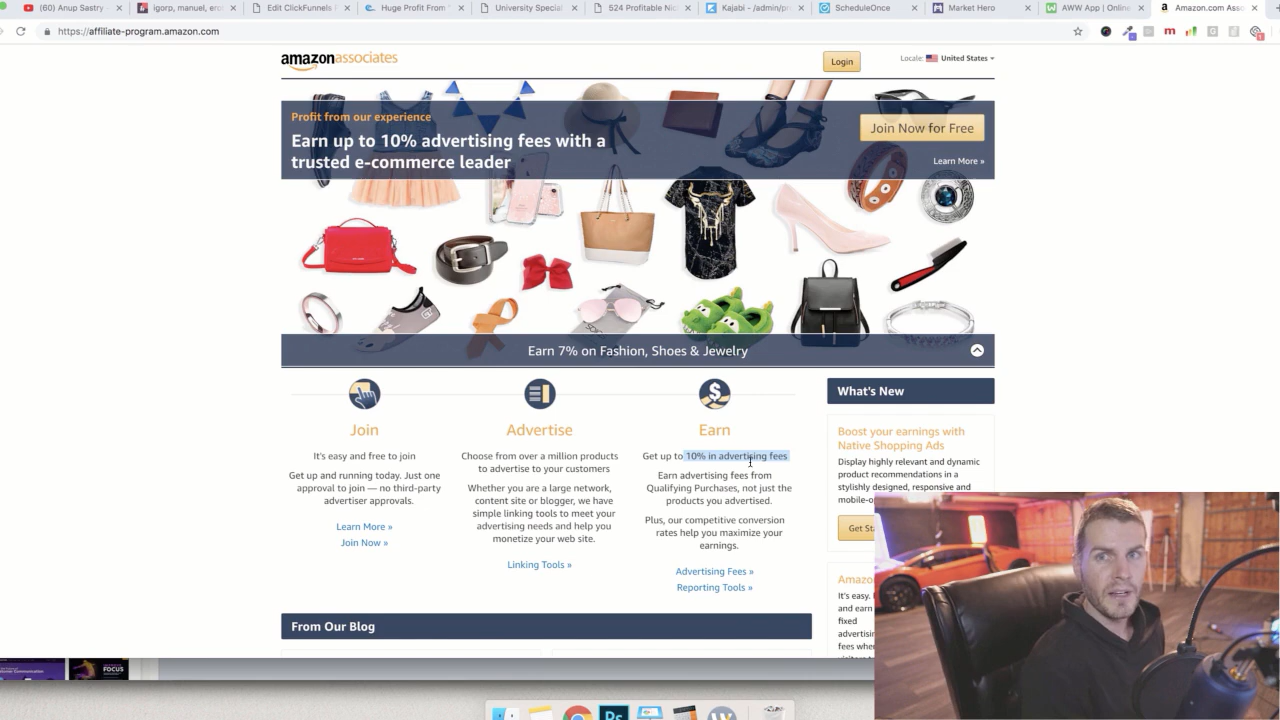 (60) Anup Sastry -
igorp, manuel, er
Edit ClickFunnels
Huge Profit From
University Special
524 Profitable Nic
Kajabi - /admin/pr
ScheduleOnce
Market Hero
AWW App | Online
Amazon.com Asso
https://affiliate-program.amazon.com
amazonassociates
Login
Locale: United States
Profit from our experience
Earn up to 10% advertising fees with a
trusted e-commerce leader
Join Now for Free
Learn More »
Earn 7% on Fashion, Shoes & Jewelry
Join
It's easy and free to join
Get up and running today. Just one
approval to join — no third-party
advertiser approvals.
Learn More »
Join Now »
Advertise
Choose from over a million products
to advertise to your customers
Whether you are a large network,
content site or blogger, we have
simple linking tools to meet your
advertising needs and help you
monetize your web site.
Linking Tools »
Earn
Get up to 10% in advertising fees
Earn advertising fees from
Qualifying Purchases, not just the
products you advertised.
Plus, our competitive conversion
rates help you maximize your
earnings.
Advertising Fees »
Reporting Tools »
What's New
Boost your earnings with
Native Shopping Ads
Display highly relevant and dynamic
product recommendations in a
stylishly designed, responsive and
mobile-o
Get St
Amazo
It's easy.
and earn
fixed
advertisin
fees whe
From Our Blog
FOCUS
Ps